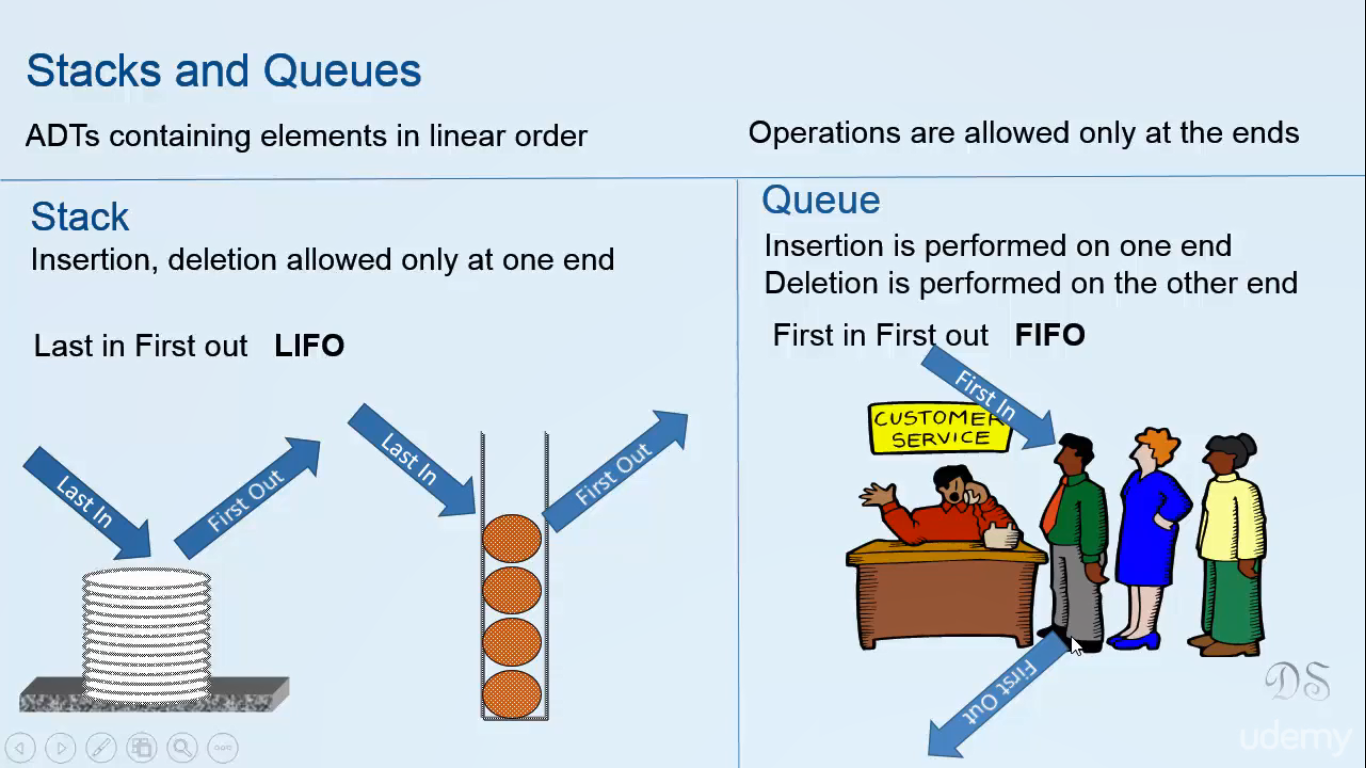 Stacks and Queues
ADTs containing elements in linear order
Operations are allowed only at the ends
Stack
Insertion, deletion allowed only at one end
Last in First out LIFO
Last In
First Out
Last In
First Out
Queue
Insertion is performed on one end
Deletion is performed on the other end
First in First out FIFO
First In
CUSTOMER
SERVICE
First Out
DS
udemy